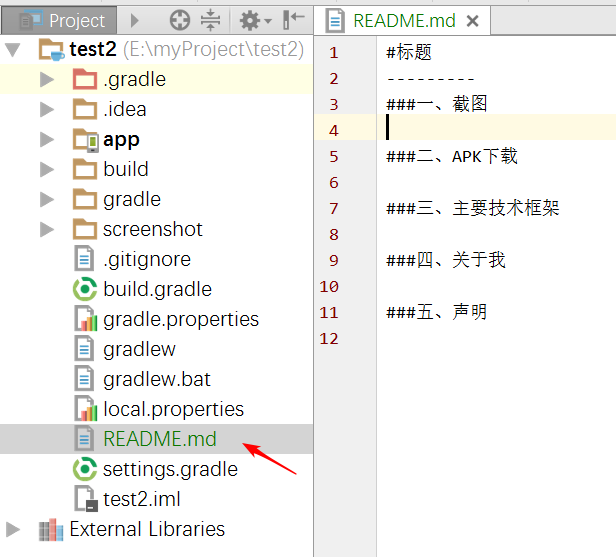 Project
README.md
test2 (E:\myProject\test2)
.gradle
.idea
app
build
gradle
screenshot
.gitignore
build.gradle
gradle.properties
gradlew
gradlew.bat
local.properties
README.md
settings.gradle
test2.iml
External Libraries
1 #标题
2 ---------
3 ###一、截图
4
5 ###二、APK下载
6
7 ###三、主要技术框架
8
9 ###四、关于我
10
11 ###五、声明
12